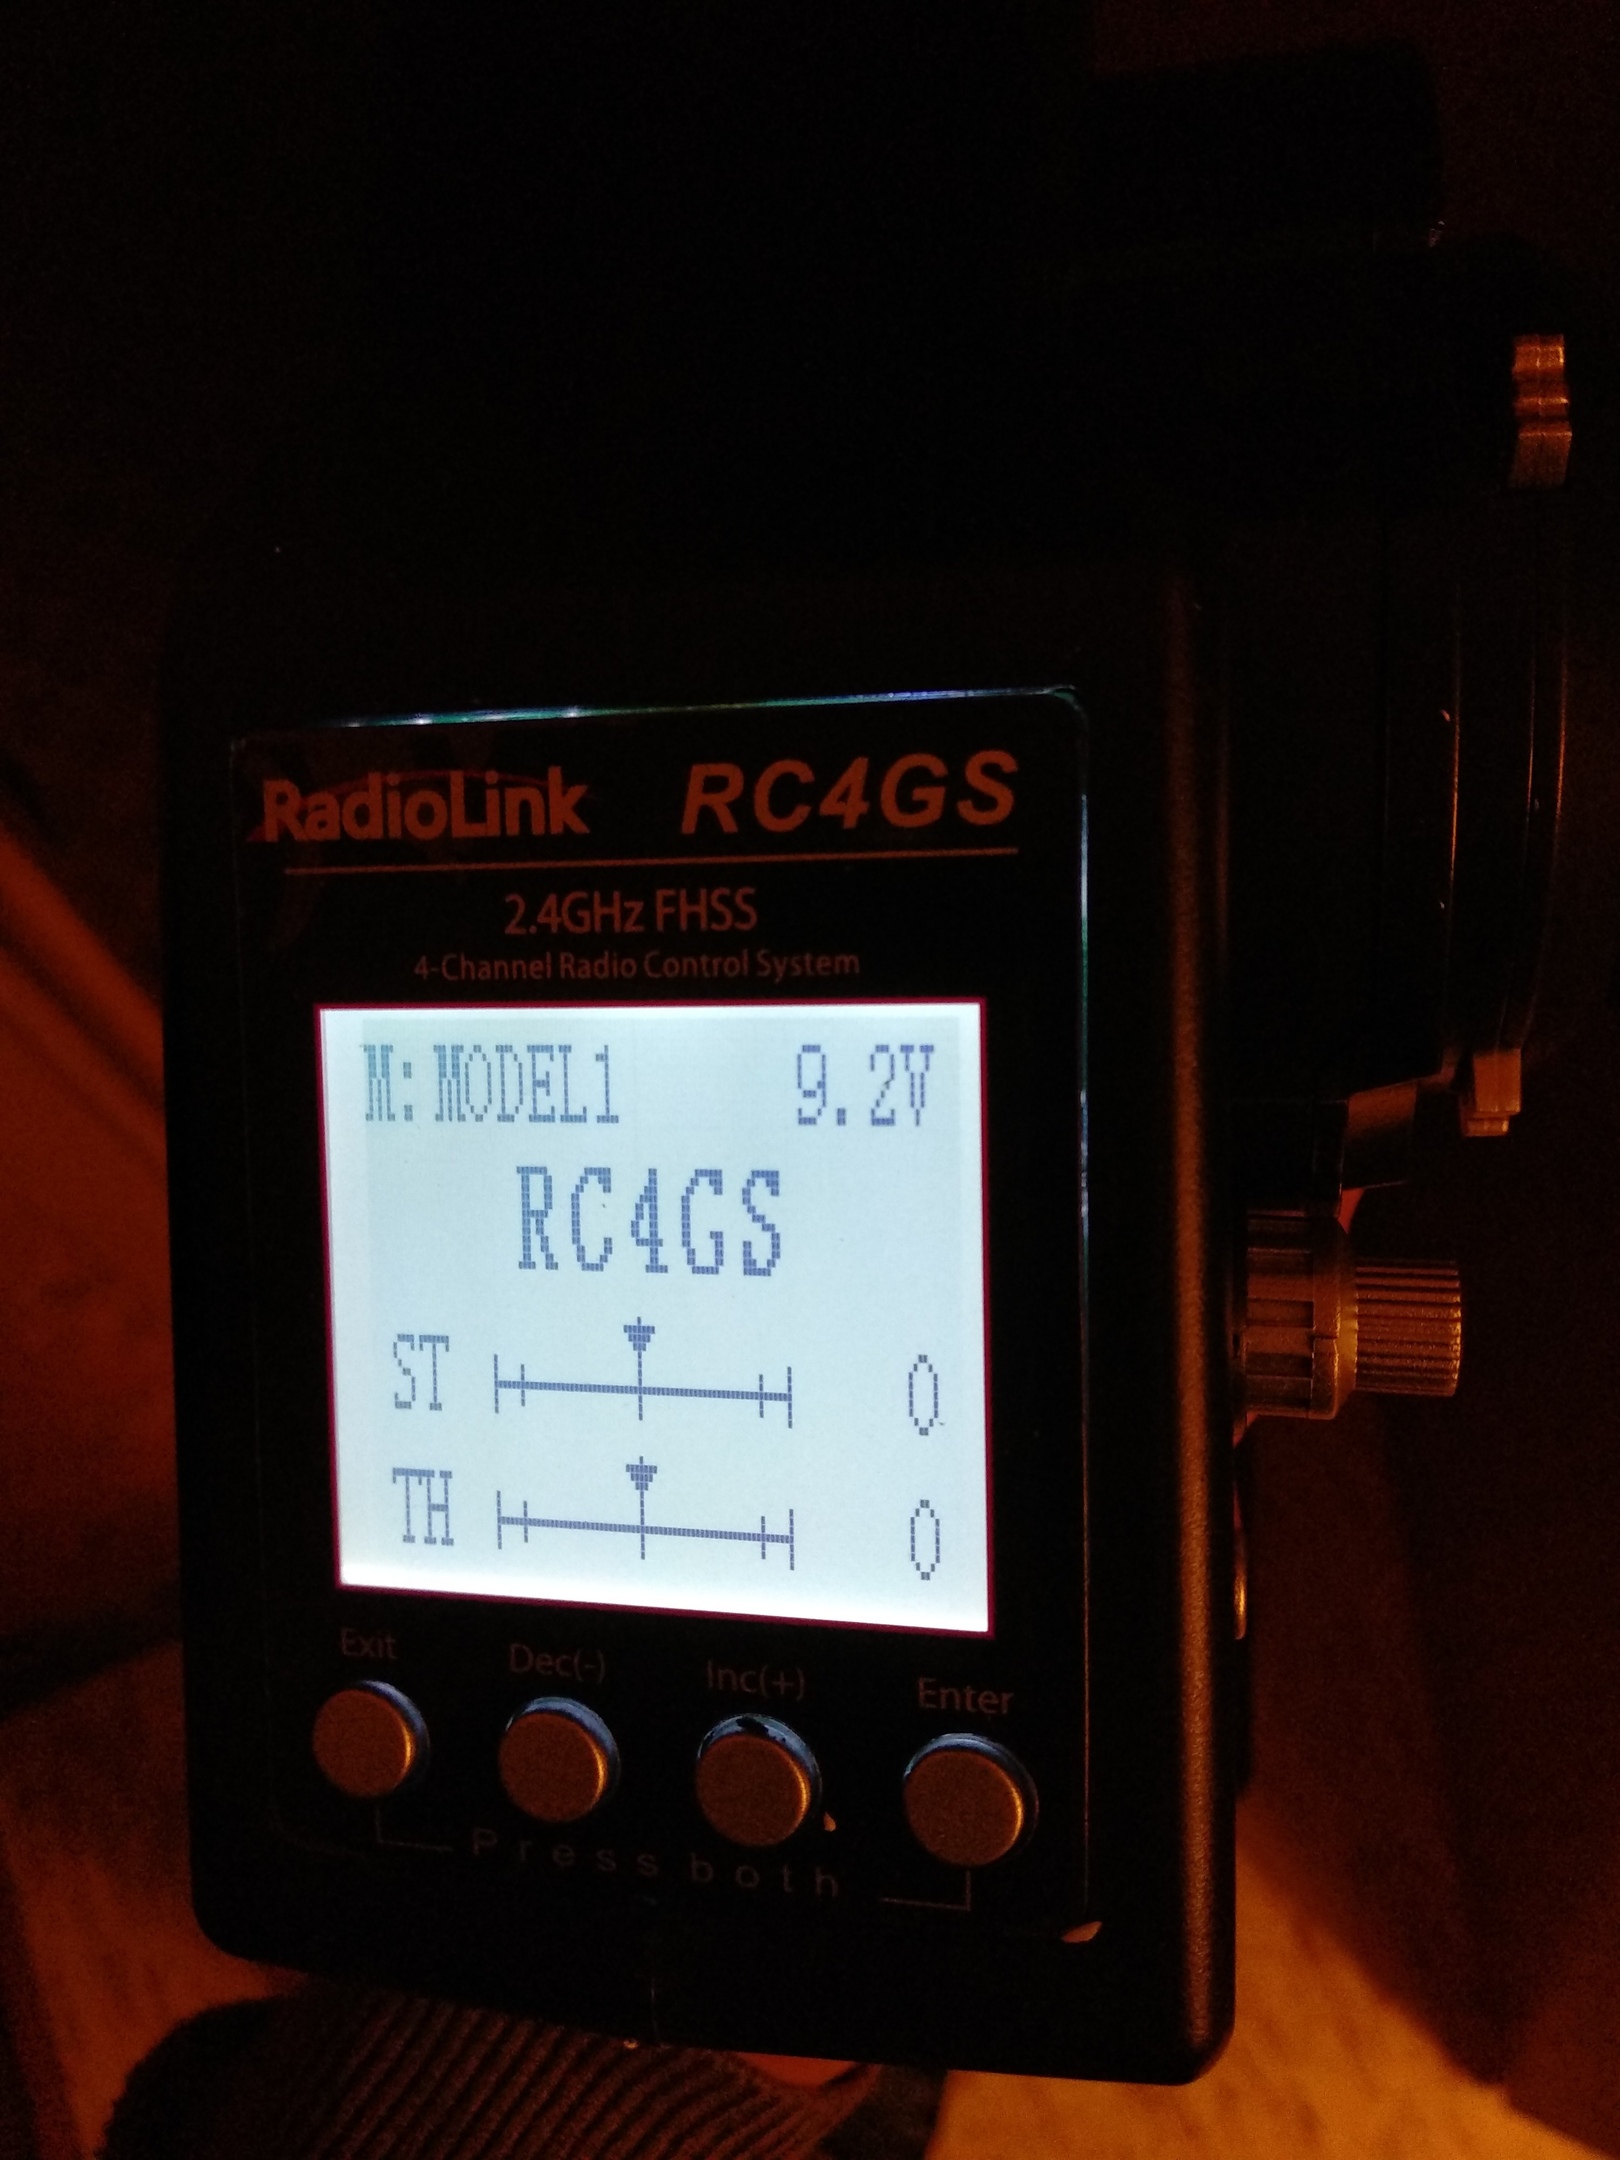 RadioLink RC4GS
2.4GHz FHSS
4-Channel Radio Control System
M:MODEL1 9.2V
RC4GS
ST 0
TH 0
Exit Dec(-) Inc(+) Enter
Press both